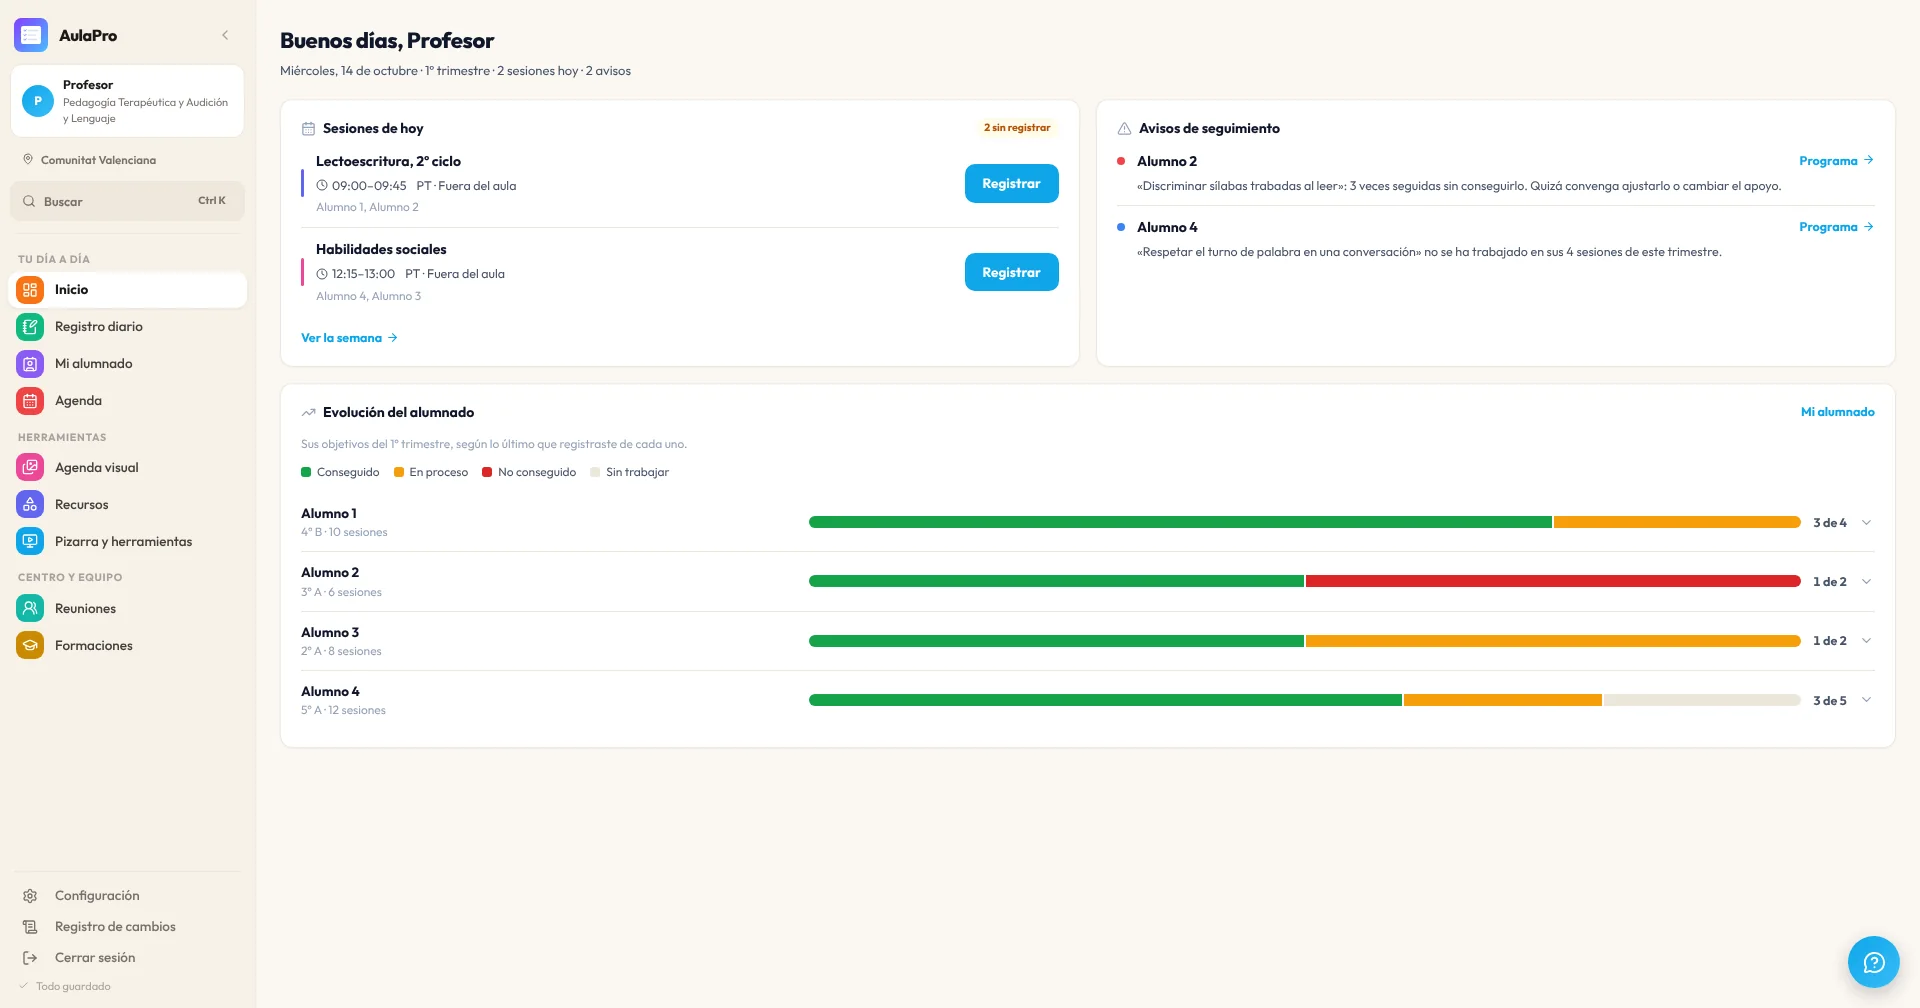 AulaPro
P
Profesor
Pedagogía Terapéutica y Audición
y Lenguaje
Comunitat Valenciana
Buscar
Ctrl K
TU DÍA A DÍA
Inicio
Registro diario
Mi alumnado
Agenda
HERRAMIENTAS
Agenda visual
Recursos
Pizarra y herramientas
CENTRO Y EQUIPO
Reuniones
Formaciones
Configuración
Registro de cambios
Cerrar sesión
Todo guardado
Buenos días, Profesor
Miércoles, 14 de octubre · 1º trimestre · 2 sesiones hoy · 2 avisos
Sesiones de hoy
2 sin registrar
Lectoescritura, 2º ciclo
09:00–09:45 PT · Fuera del aula
Alumno 1, Alumno 2
Registrar
Habilidades sociales
12:15–13:00 PT · Fuera del aula
Alumno 4, Alumno 3
Registrar
Ver la semana
Avisos de seguimiento
Alumno 2
Programa
«Discriminar sílabas trabadas al leer»: 3 veces seguidas sin conseguirlo. Quizá convenga ajustarlo o cambiar el apoyo.
Alumno 4
Programa
«Respetar el turno de palabra en una conversación» no se ha trabajado en sus 4 sesiones de este trimestre.
Evolución del alumnado
Mi alumnado
Sus objetivos del 1º trimestre, según lo último que registraste de cada uno.
Conseguido En proceso No conseguido Sin trabajar
Alumno 1
4º B · 10 sesiones
3 de 4
Alumno 2
3º A · 6 sesiones
1 de 2
Alumno 3
2º A · 8 sesiones
1 de 2
Alumno 4
5º A · 12 sesiones
3 de 5